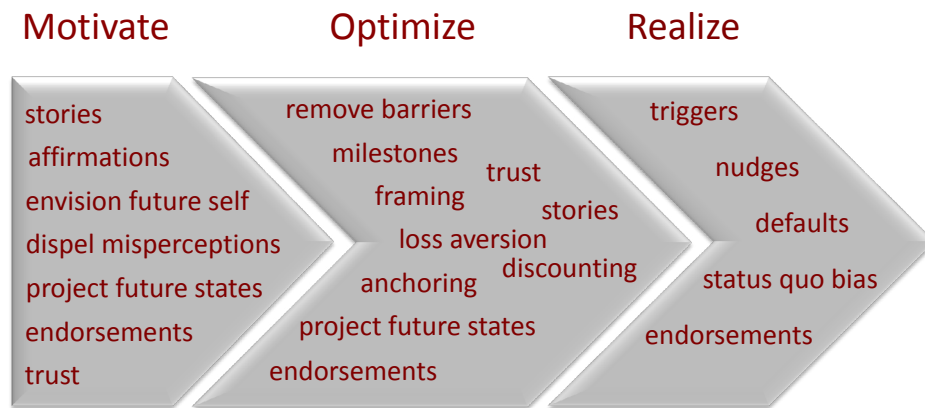 Motivate
Optimize
Realize
stories
affirmations
envision future self
dispel misperceptions
project future states
endorsements
trust
remove barriers
milestones
trust
framing
stories
loss aversion
discounting
anchoring
project future states
endorsements
triggers
nudges
defaults
status quo bias
endorsements